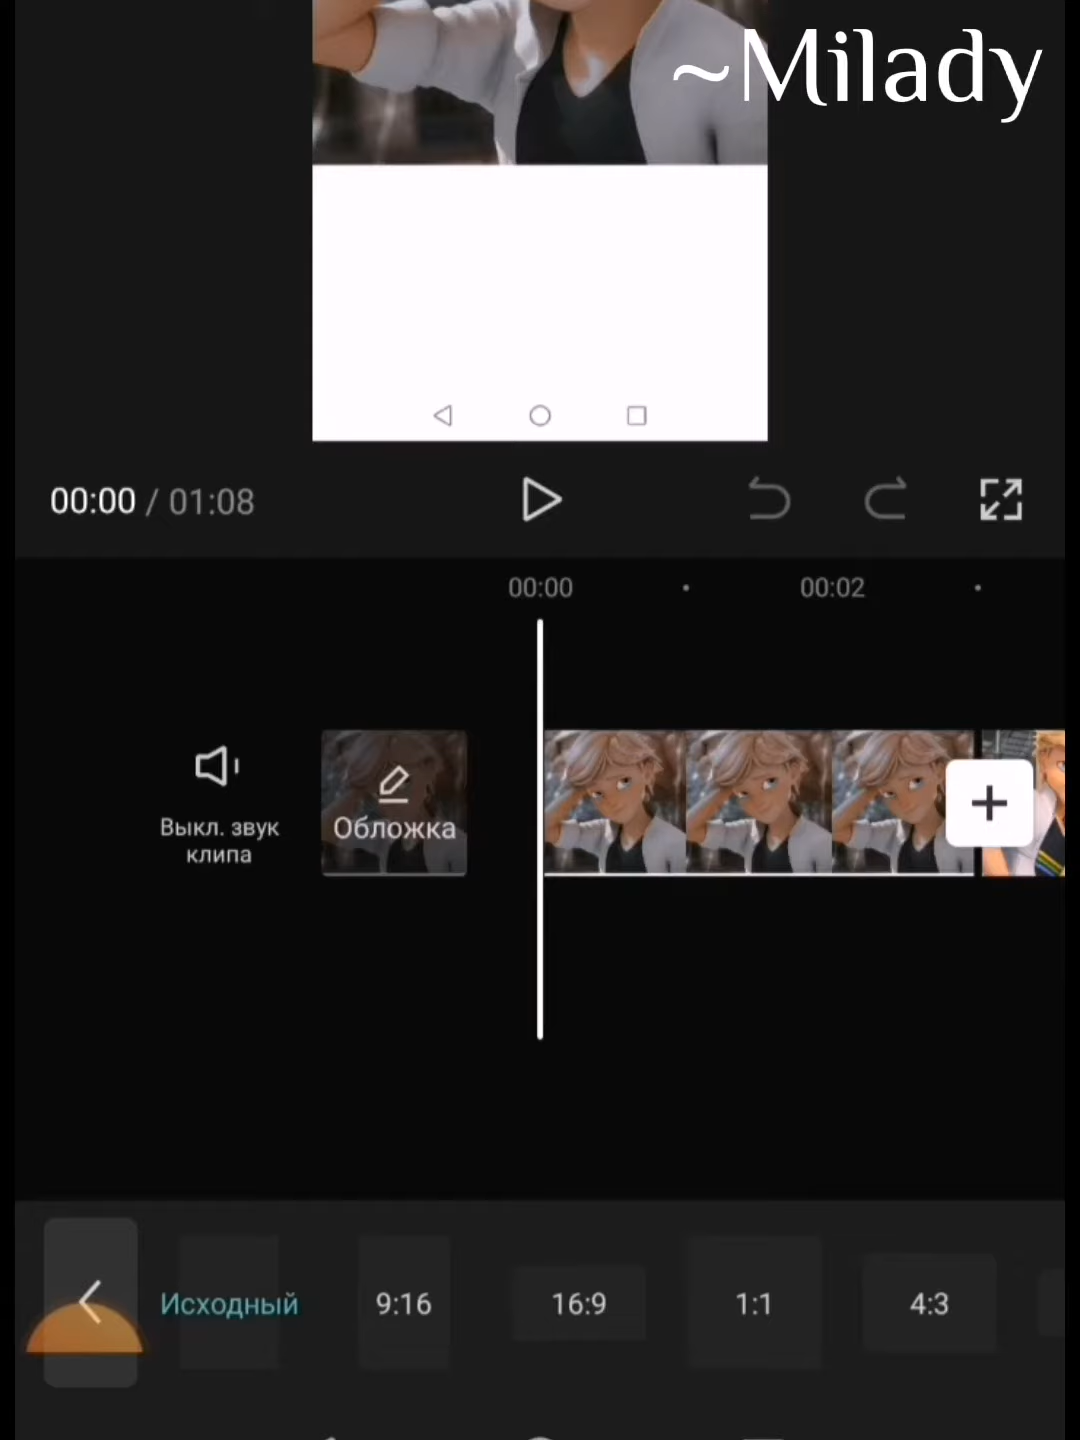 ~Milady
00:00 / 01:08
00:00
00:02
Выкл. звук
клипа
Обложка
Исходный
9:16
16:9
1:1
4:3